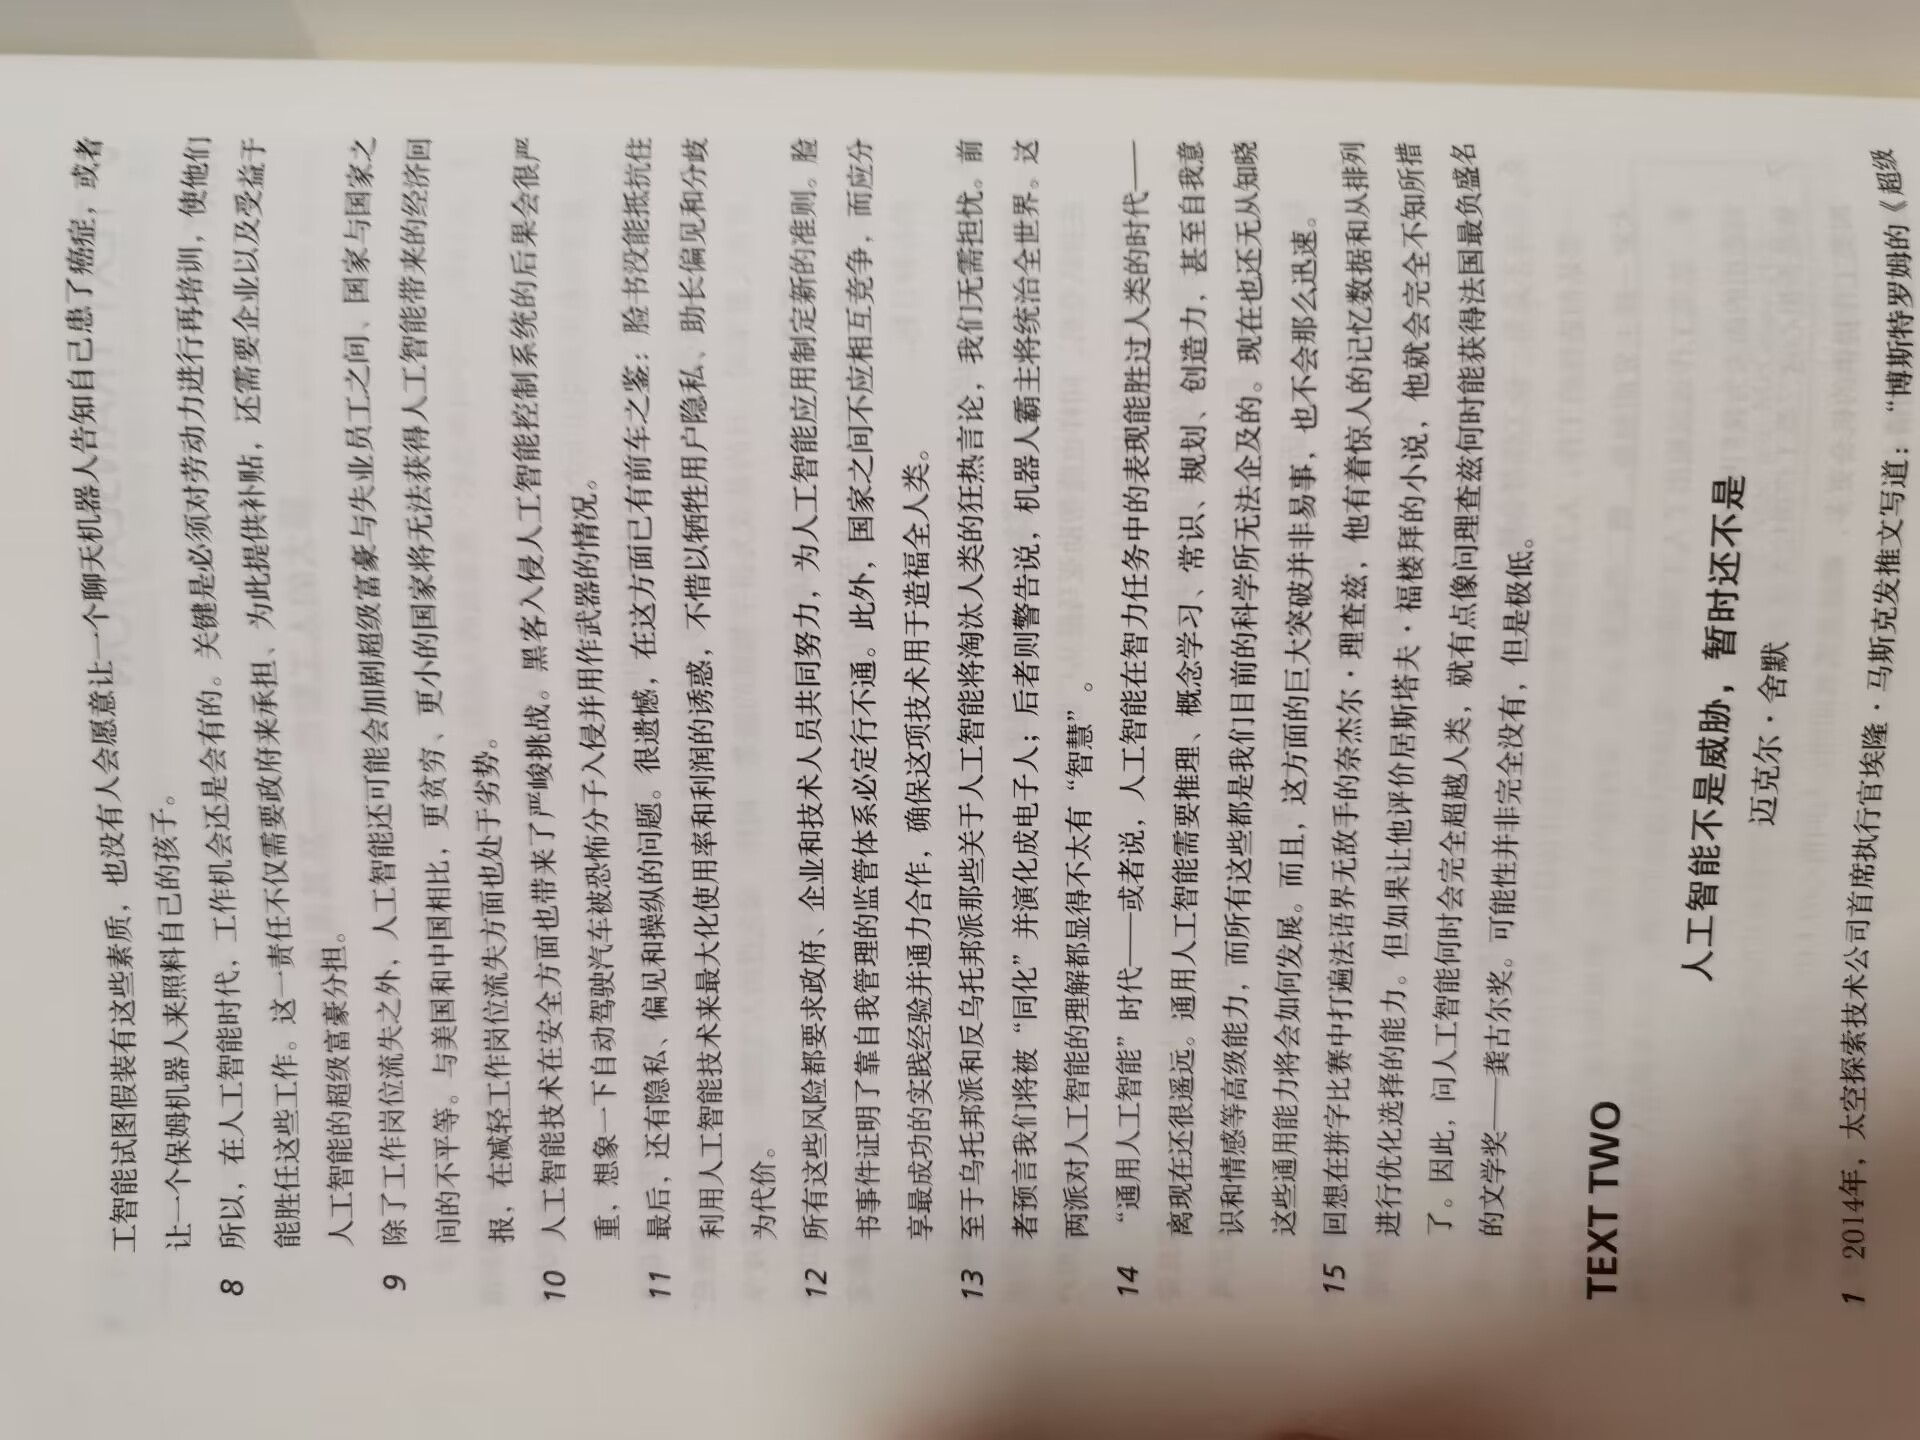 工智能试图假装有这些素质，也没有人会愿意让一个聊天机器人告知自己患了癌症，或者
让一个保姆机器人来照料自己的孩子。
8 所以，在人工智能时代，工作机会还是会有的。关键是必须对劳动力进行再培训，使他们
能胜任这些工作。这一责任不仅需要政府来承担、为此提供补贴，还需要企业以及受益于
人工智能的超级富豪分担。
9 除了工作岗位流失之外，人工智能还可能会加剧超级富豪与失业员工之间、国家与国家之
间的不平等。与美国和中国相比，更贫穷、更小的国家将无法获得人工智能带来的经济回
报，在减轻工作岗位流失方面也处于劣势。
10 人工智能技术在安全方面也带来了严峻挑战。黑客入侵人工智能控制系统的后果会很严
重，想象一下自动驾驶汽车被恐怖分子入侵并用作武器的情况。
11 最后，还有隐私、偏见和操纵的问题。很遗憾，在这方面已有前车之鉴：脸书没能抵抗住
利用人工智能技术来最大化使用率和利润的诱惑，不惜以牺牲用户隐私、助长偏见和分歧
为代价。
12 所有这些风险都要求政府、企业和技术人员共同努力，为人工智能应用制定新的准则。脸
书事件证明了靠自我管理的监管体系必定行不通。此外，国家之间不应相互竞争，而应分
享最成功的实践经验并通力合作，确保这项技术用于造福全人类。
13 至于乌托邦派和反乌托邦派那些关于人工智能将淘汰人类的狂热言论，我们无需担忧。前
者预言我们将被“同化”并演化成电子人；后者则警告说，机器人霸主将统治全世界。这
两派对人工智能的理解都显得不太有“智慧”。
14 “通用人工智能”时代——或者说，人工智能在智力任务中的表现能胜过人类的时代——
离现在还很遥远。通用人工智能需要推理、概念学习、常识、规划、创造力，甚至自我意
识和情感等高级能力，而所有这些都是我们目前的科学所无法企及的。现在也还无从知晓
这些通用能力将会如何发展。而且，这方面的巨大突破并非易事，也不会那么迅速。
15 回想在拼字比赛中打遍法语界无敌手的奈杰尔·理查兹，他有着惊人的记忆数据和从排列
进行优化选择的能力。但如果让他评价居斯塔夫·福楼拜的小说，他就会完全不知所措
了。因此，问人工智能何时会完全超越人类，就有点像问理查兹何时能获得法国最负盛名
的文学奖——龚古尔奖。可能性并非完全没有，但是极低。
TEXT TWO
人工智能不是威胁，暂时还不是
迈克尔·舍默
1 2014年，太空探索技术公司首席执行官埃隆·马斯克发推文写道：“博斯特罗姆的《超级